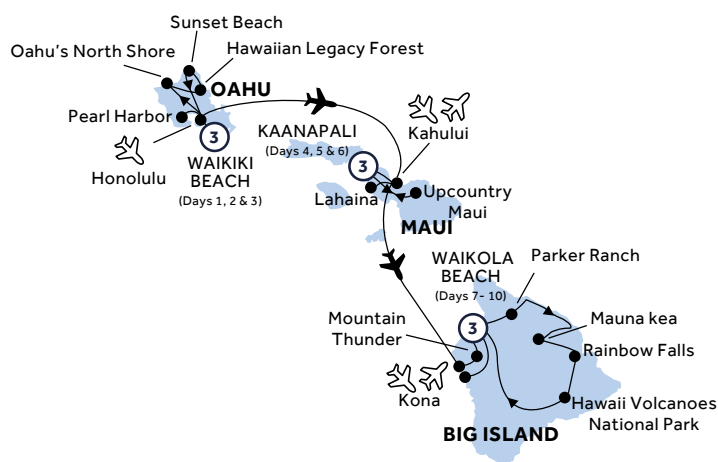 Sunset Beach
Oahu's North Shore
Hawaiian Legacy Forest
OAHU
Pearl Harbor
3
WAIKIKI
BEACH
(Days 1, 2 & 3)
Honolulu
KAANAPALI
(Days 4, 5 & 6)
3
Kahului
Lahaina
Upcountry
Maui
MAUI
WAIKOLA
BEACH
(Days 7- 10)
3
Parker Ranch
Mountain
Thunder
Mauna kea
Rainbow Falls
Kona
Hawaii Volcanoes
National Park
BIG ISLAND